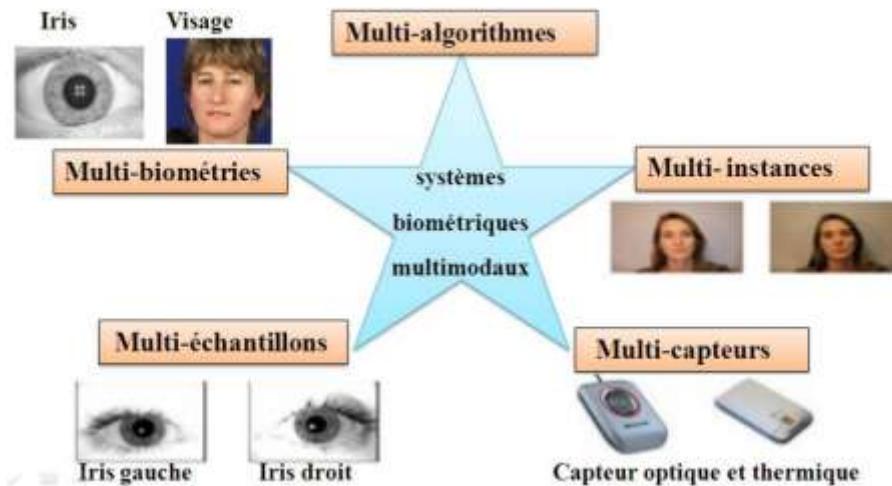 Iris
Visage
Multi-algorithmes
Multi-biométries
Multi- instances
systèmes
biométriques
multimodaux
Multi-échantillons
Multi-capteurs
Iris gauche
Iris droit
Capteur optique et thermique